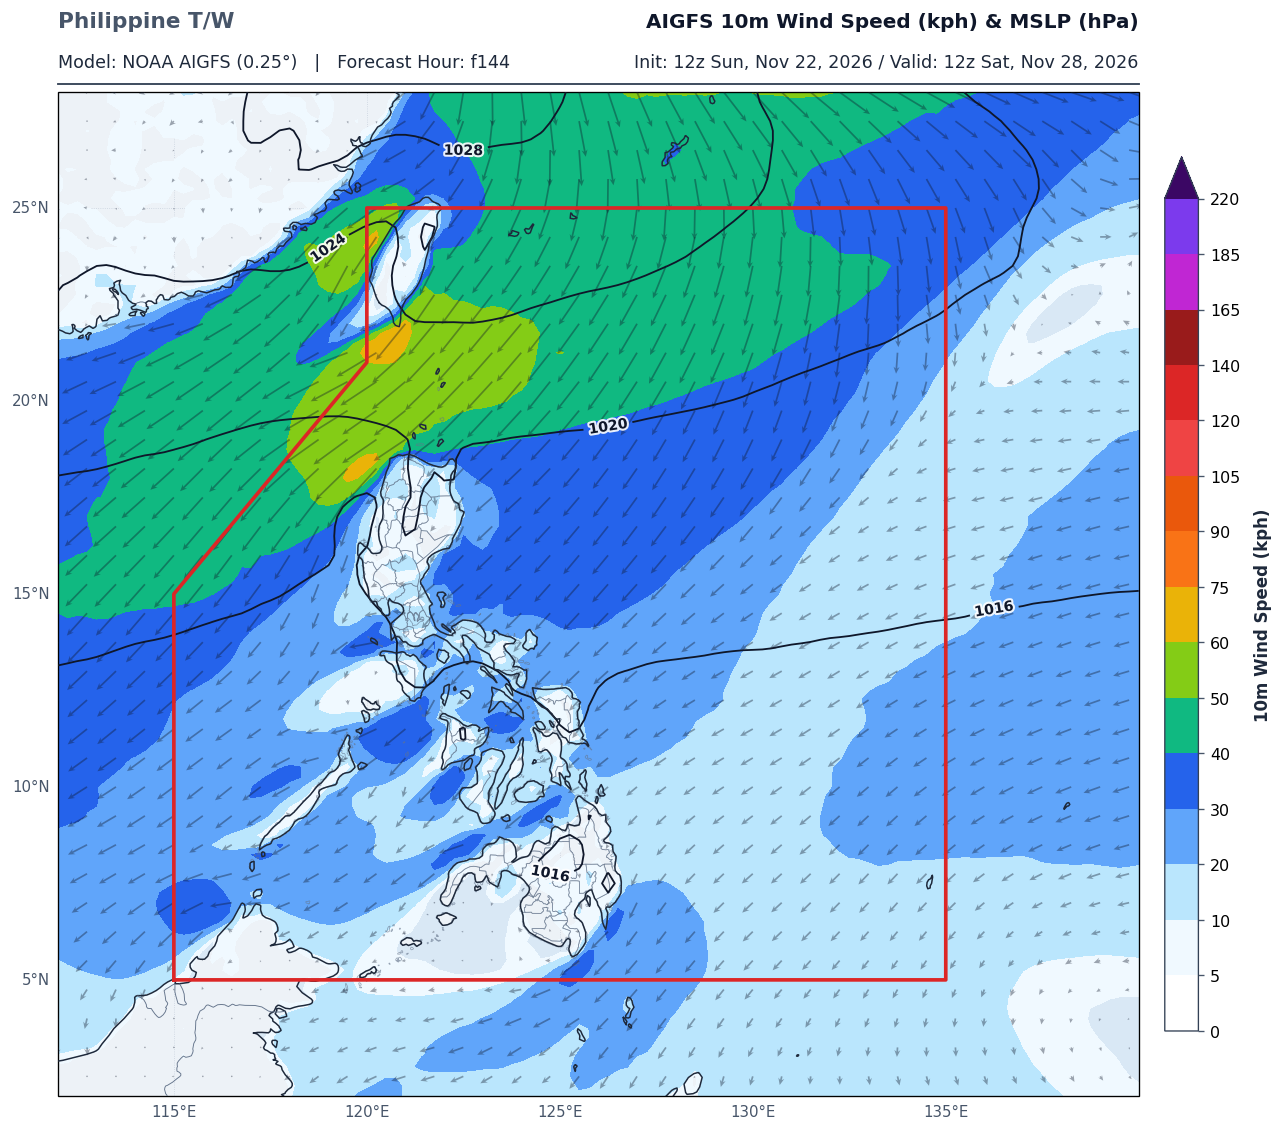 Philippine T/W
AIGFS 10m Wind Speed (kph) & MSLP (hPa)
Model: NOAA AIGFS (0.25°) | Forecast Hour: f144
Init: 12z Sun, Nov 22, 2026 / Valid: 12z Sat, Nov 28, 2026
1028
1024
1020
1016
1016
25°N
20°N
15°N
10°N
5°N
115°E
120°E
125°E
130°E
135°E
220
185
165
140
120
105
90
75
60
50
40
30
20
10
5
0
10m Wind Speed (kph)